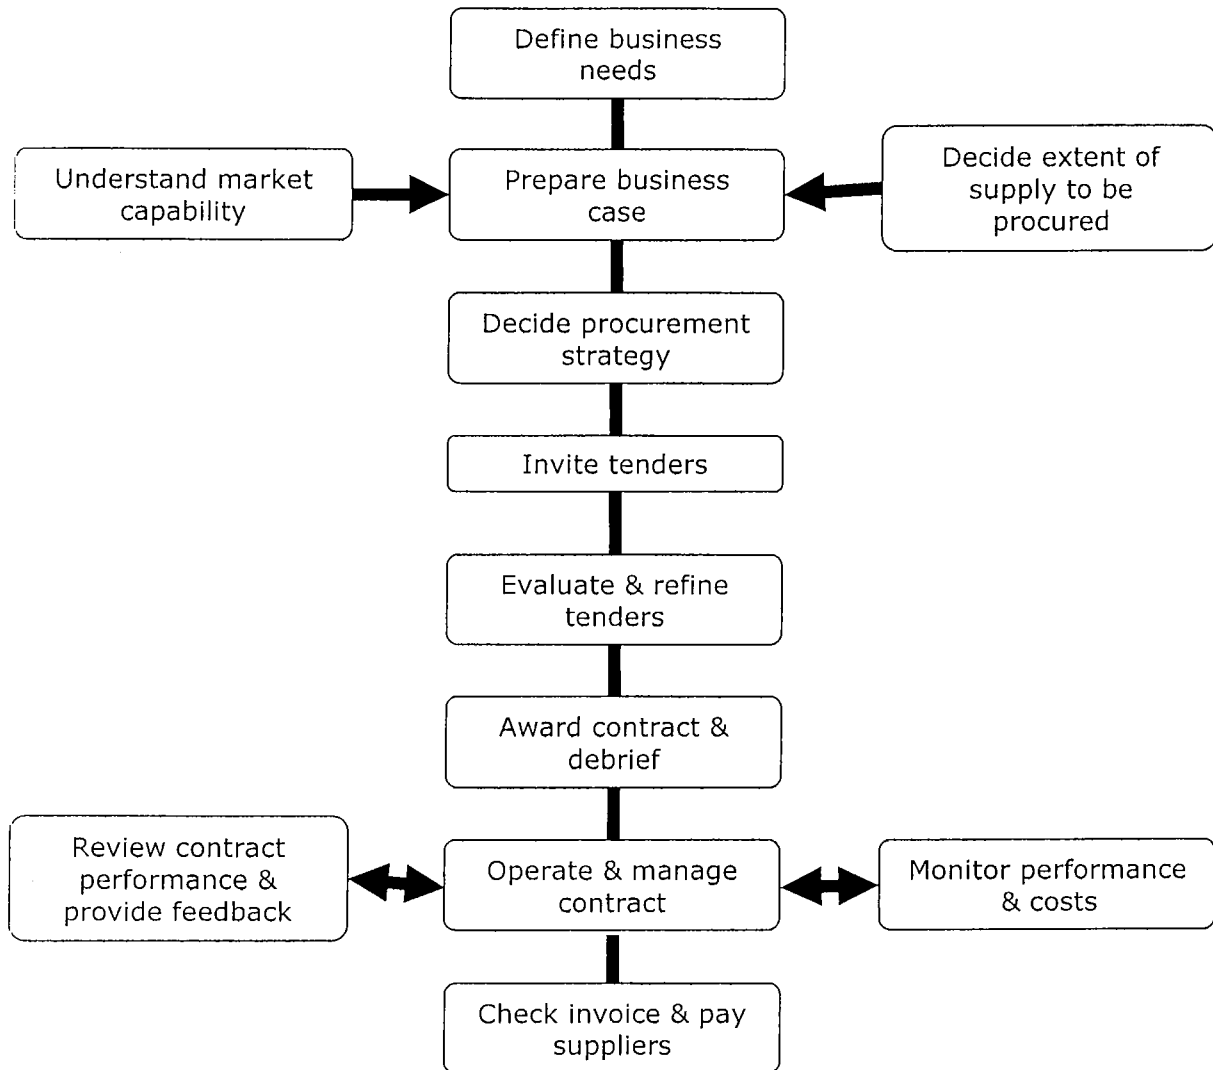 Define business
needs
Understand market
capability
Prepare business
case
Decide extent of
supply to be
procured
Decide procurement
strategy
Invite tenders
Evaluate & refine
tenders
Award contract &
debrief
Review contract
performance &
provide feedback
Operate & manage
contract
Monitor performance
& costs
Check invoice & pay
suppliers